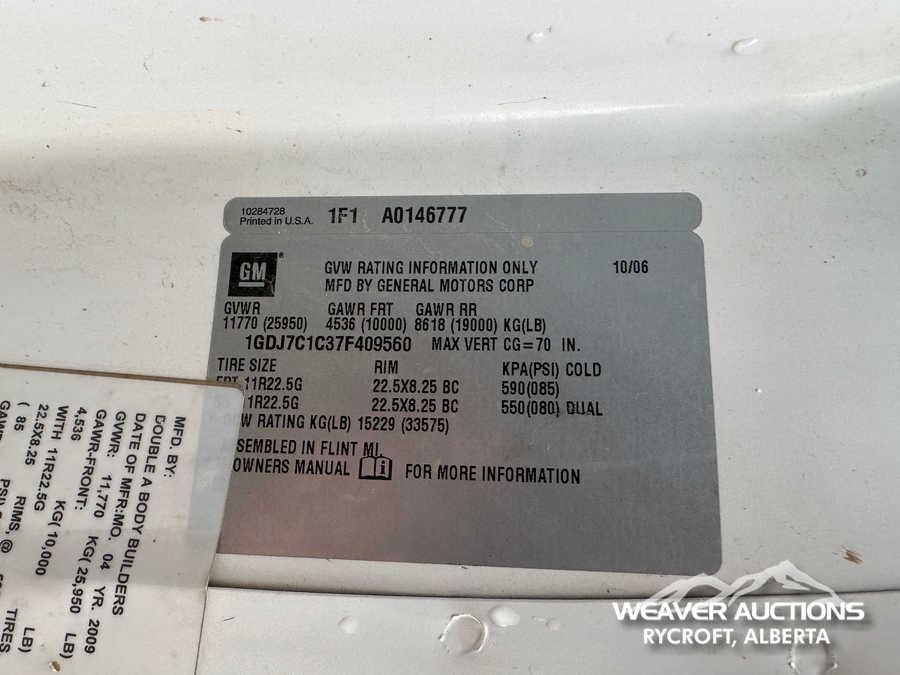 10284728
Printed in U.S.A. 1F1 A0146777
GM ® GVW RATING INFORMATION ONLY 10/06
MFD BY GENERAL MOTORS CORP
GVWR GAWR FRT GAWR RR
11770 (25950) 4536 (10000) 8618 (19000) KG(LB)
1GDJ7C1C37F409560 MAX VERT CG=70 IN.
TIRE SIZE RIM KPA(PSI) COLD
11R22.5G 22.5X8.25 BC 590(085)
1R22.5G 22.5X8.25 BC 550(080) DUAL
W RATING KG(LB) 15229 (33575)
SEMBLED IN FLINT MI
OWNERS MANUAL i FOR MORE INFORMATION
MFD. BY:
DOUBLE A BODY BUILDERS
DATE OF MFR:MO. 04 YR. 2009
GVWR: 11,770 KG( 25,950 LB)
GAWR-FRONT:
4,536 KG( 10,000 LB)
WITH 11R22.5G TIRES
22.5X8.25 RIMS, @
( 85 PSI)
WEAVER AUCTIONS
RYCROFT, ALBERTA